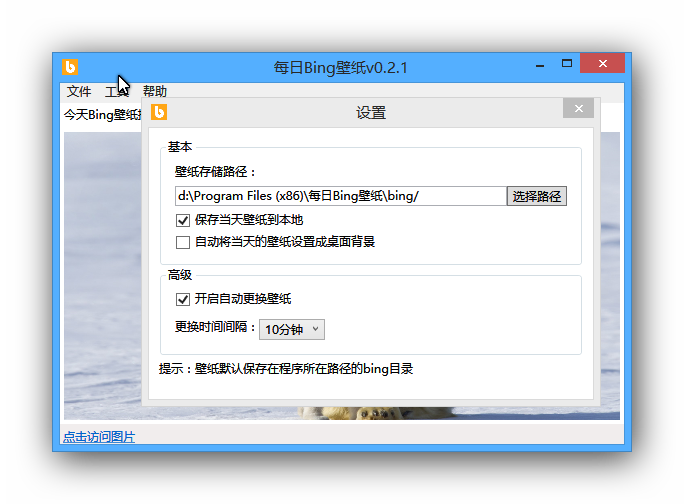 每日Bing壁纸v0.2.1
文件 工具 帮助
今天Bing壁纸
设置
基本
壁纸存储路径：
d:\Program Files (x86)\每日Bing壁纸\bing/ 选择路径
保存当天壁纸到本地
自动将当天的壁纸设置成桌面背景
高级
开启自动更换壁纸
更换时间间隔： 10分钟
提示：壁纸默认保存在程序所在路径的bing目录
点击访问图片